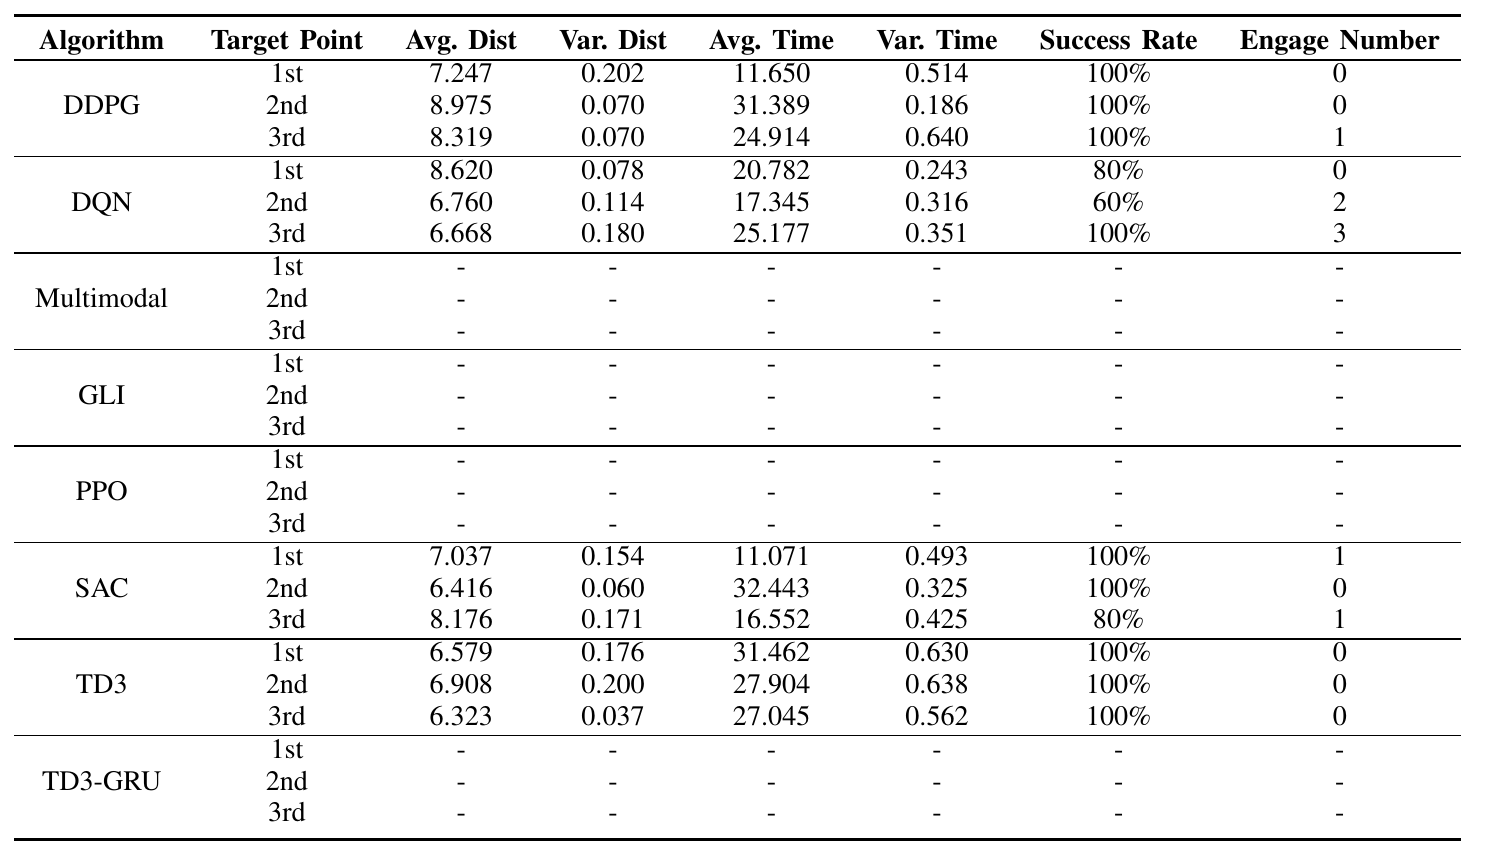 Algorithm Target Point Avg. Dist Var. Dist Avg. Time Var. Time Success Rate Engage Number
1st 7.247 0.202 11.650 0.514 100% 0
DDPG 2nd 8.975 0.070 31.389 0.186 100% 0
3rd 8.319 0.070 24.914 0.640 100% 1
1st 8.620 0.078 20.782 0.243 80% 0
DQN 2nd 6.760 0.114 17.345 0.316 60% 2
3rd 6.668 0.180 25.177 0.351 100% 3
1st - - - - - -
Multimodal 2nd - - - - - -
3rd - - - - - -
1st - - - - - -
GLI 2nd - - - - - -
3rd - - - - - -
1st - - - - - -
PPO 2nd - - - - - -
3rd - - - - - -
1st 7.037 0.154 11.071 0.493 100% 1
SAC 2nd 6.416 0.060 32.443 0.325 100% 0
3rd 8.176 0.171 16.552 0.425 80% 1
1st 6.579 0.176 31.462 0.630 100% 0
TD3 2nd 6.908 0.200 27.904 0.638 100% 0
3rd 6.323 0.037 27.045 0.562 100% 0
1st - - - - - -
TD3-GRU 2nd - - - - - -
3rd - - - - - -